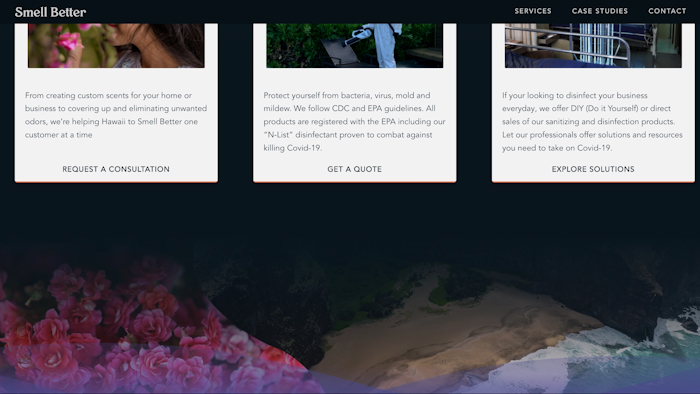 Smell Better
SERVICES
CASE STUDIES
CONTACT
From creating custom scents for your home or
business to covering up and eliminating unwanted
odors, we're helping Hawaii to Smell Better one
customer at a time
REQUEST A CONSULTATION
Protect yourself from bacteria, virus, mold and
mildew. We follow CDC and EPA guidelines. All
products are registered with the EPA including our
"N-List" disinfectant proven to combat against
killing Covid-19.
GET A QUOTE
If your looking to disinfect your business
everyday, we offer DIY (Do it Yourself) or direct
sales of our sanitizing and disinfection products.
Let our professionals offer solutions and resources
you need to take on Covid-19.
EXPLORE SOLUTIONS